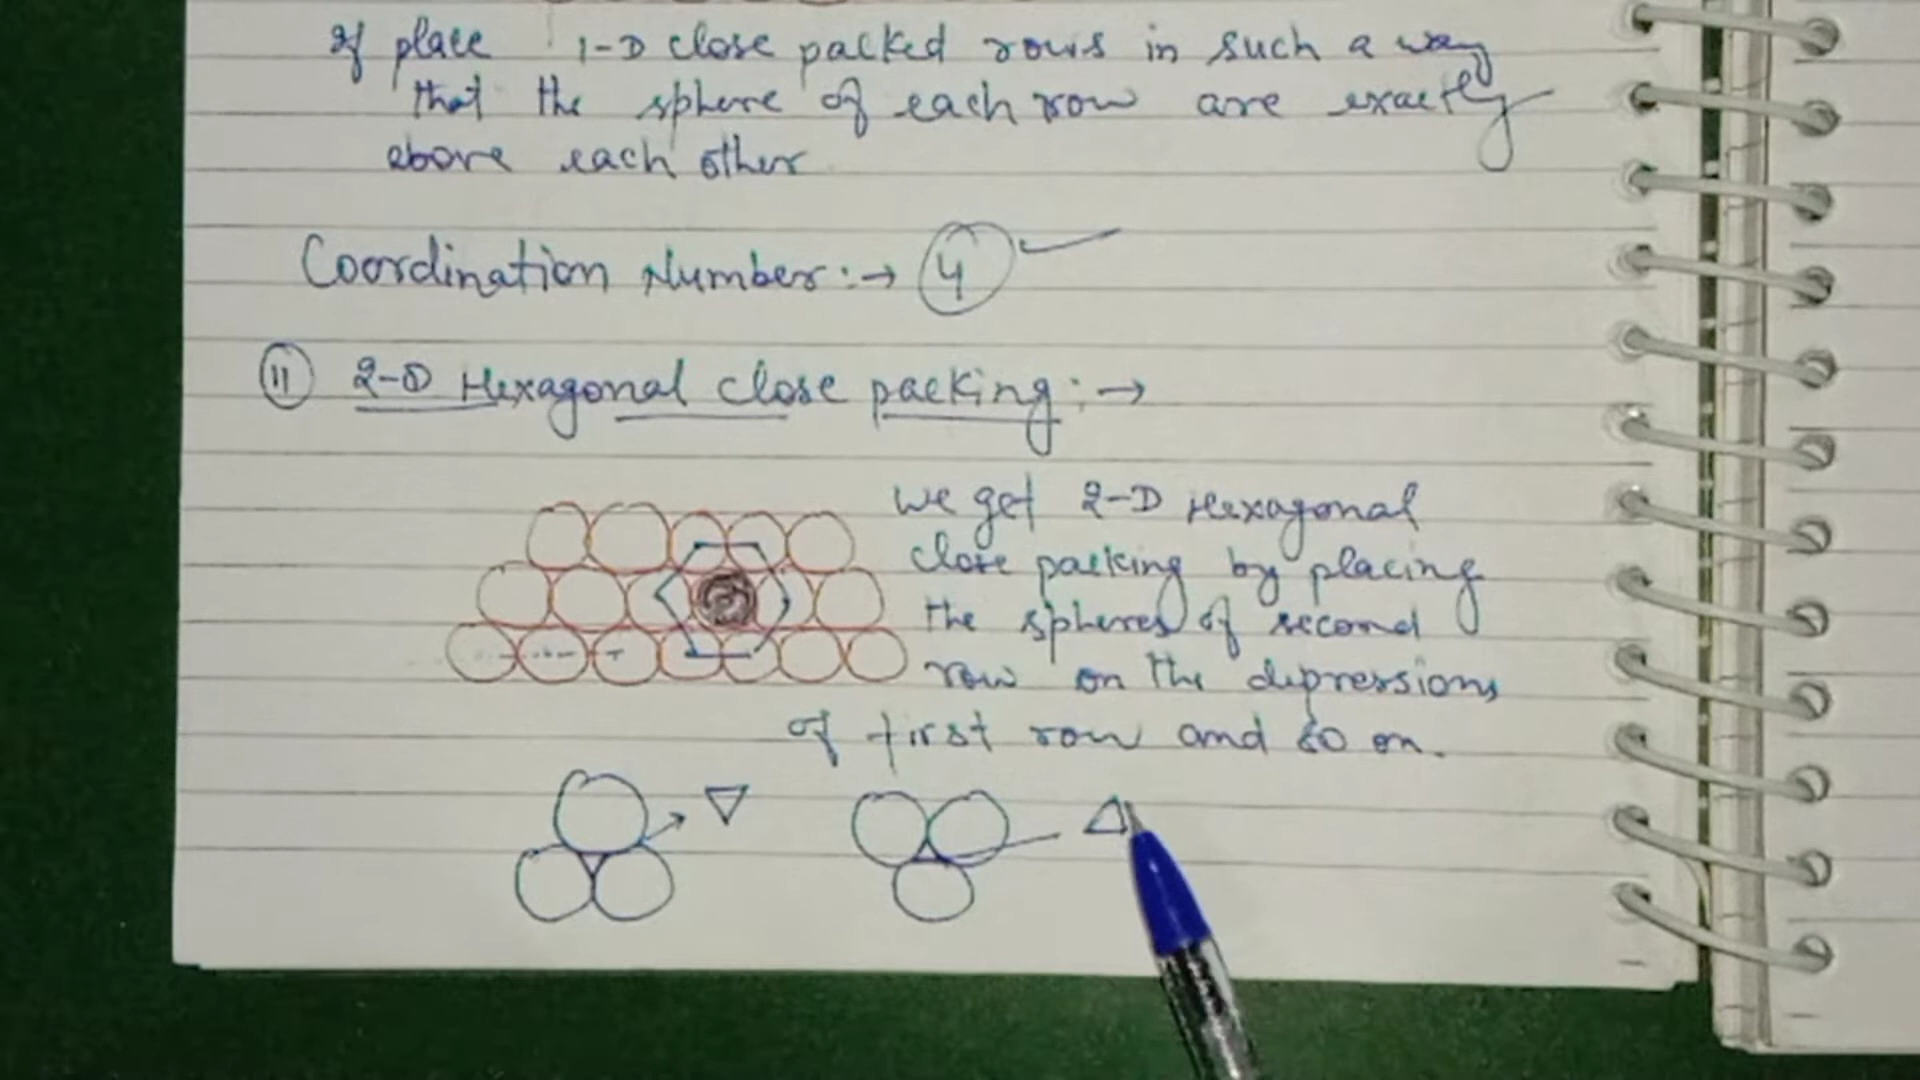 If place 1-D close packed rows in such a way
that the sphere of each row are exactly
above each other
Coordination Number :→ 4
(ii) 2-D Hexagonal close packing :→
We get 2-D Hexagonal
close packing by placing
the spheres of second
row on the depressions
of first row and so on.